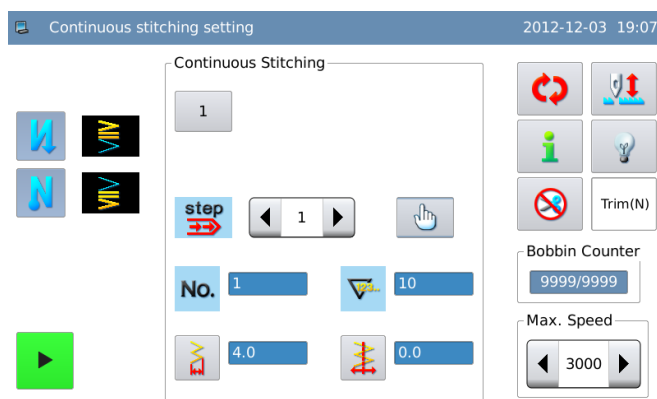 Continuous stitching setting 2012-12-03 19:07
Continuous Stitching
1
step
1
No. 1
123.. 10
4.0
0.0
Trim(N)
Bobbin Counter
9999/9999
Max. Speed
3000